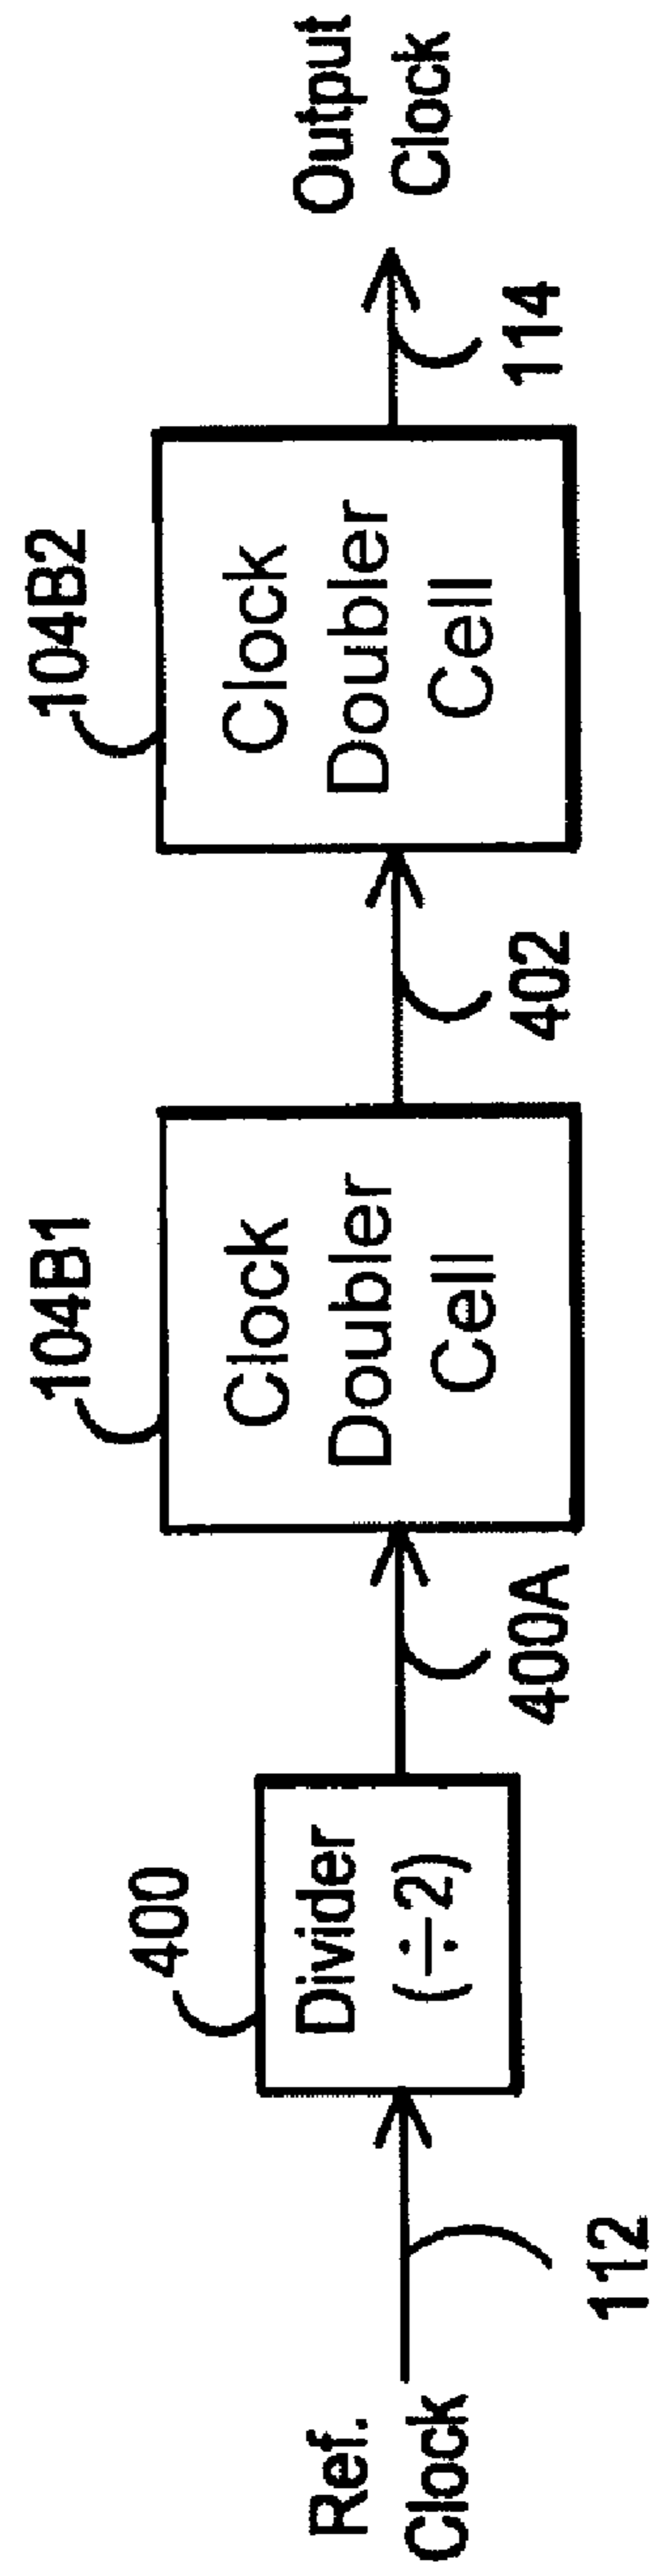 Ref.
Clock
112
400
Divider
(÷2)
400A
104B1
Clock
Doubler
Cell
402
104B2
Clock
Doubler
Cell
114
Output
Clock